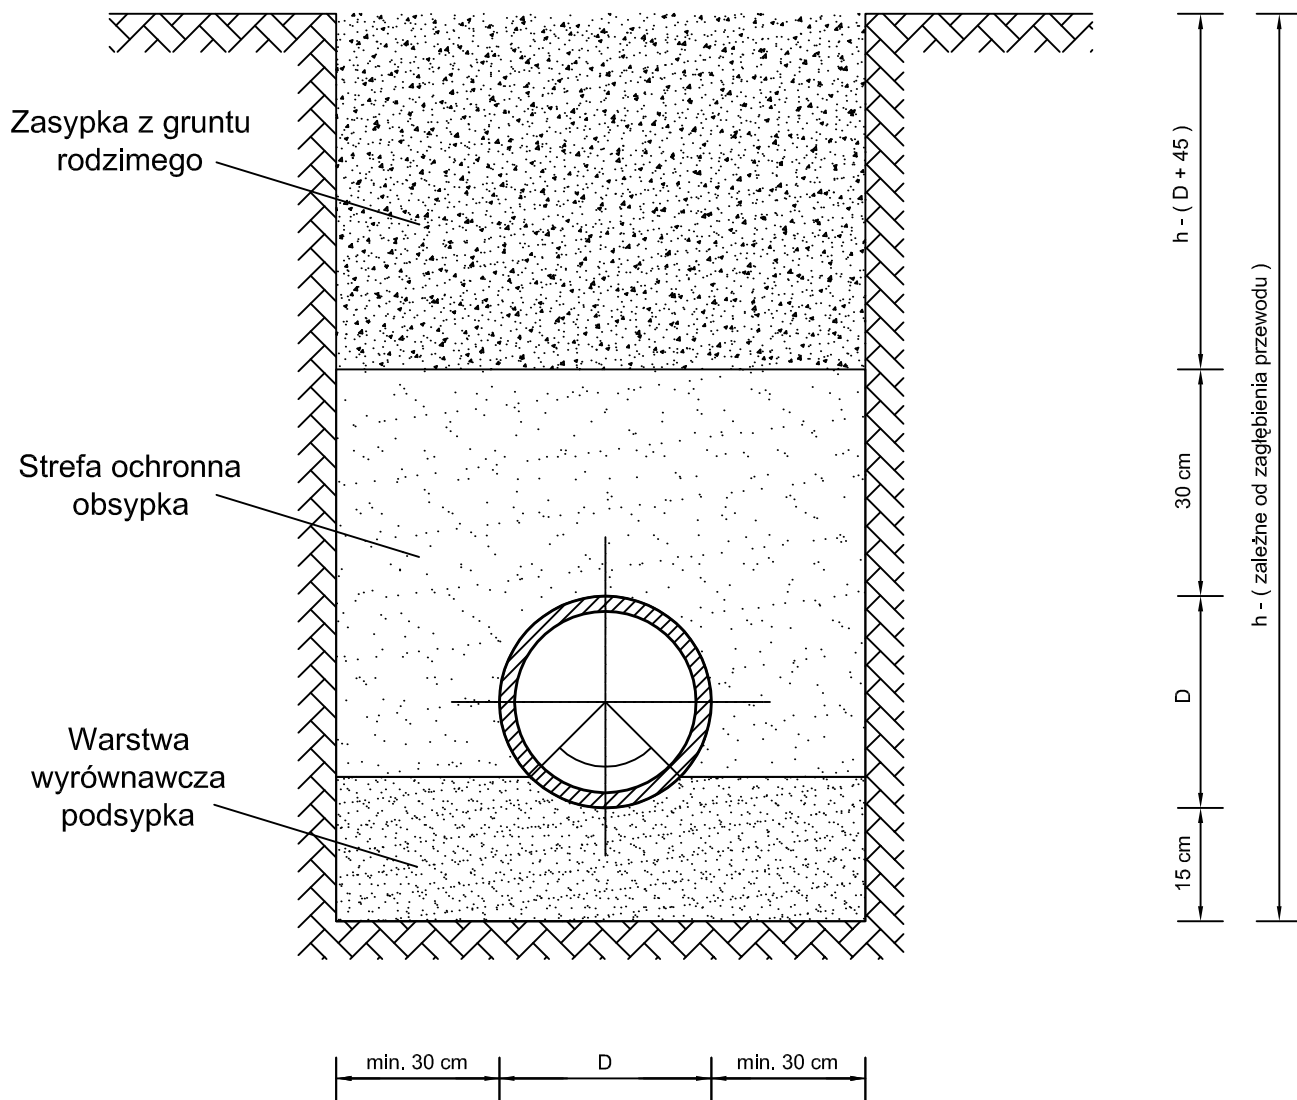 Zasypka z gruntu
rodzimego
Strefa ochronna
obsypka
Warstwa
wyrównawcza
podsypka
h - ( D + 45 )
30 cm
D
15 cm
h - ( zależne od zagłębienia przewodu )
min. 30 cm
D
min. 30 cm